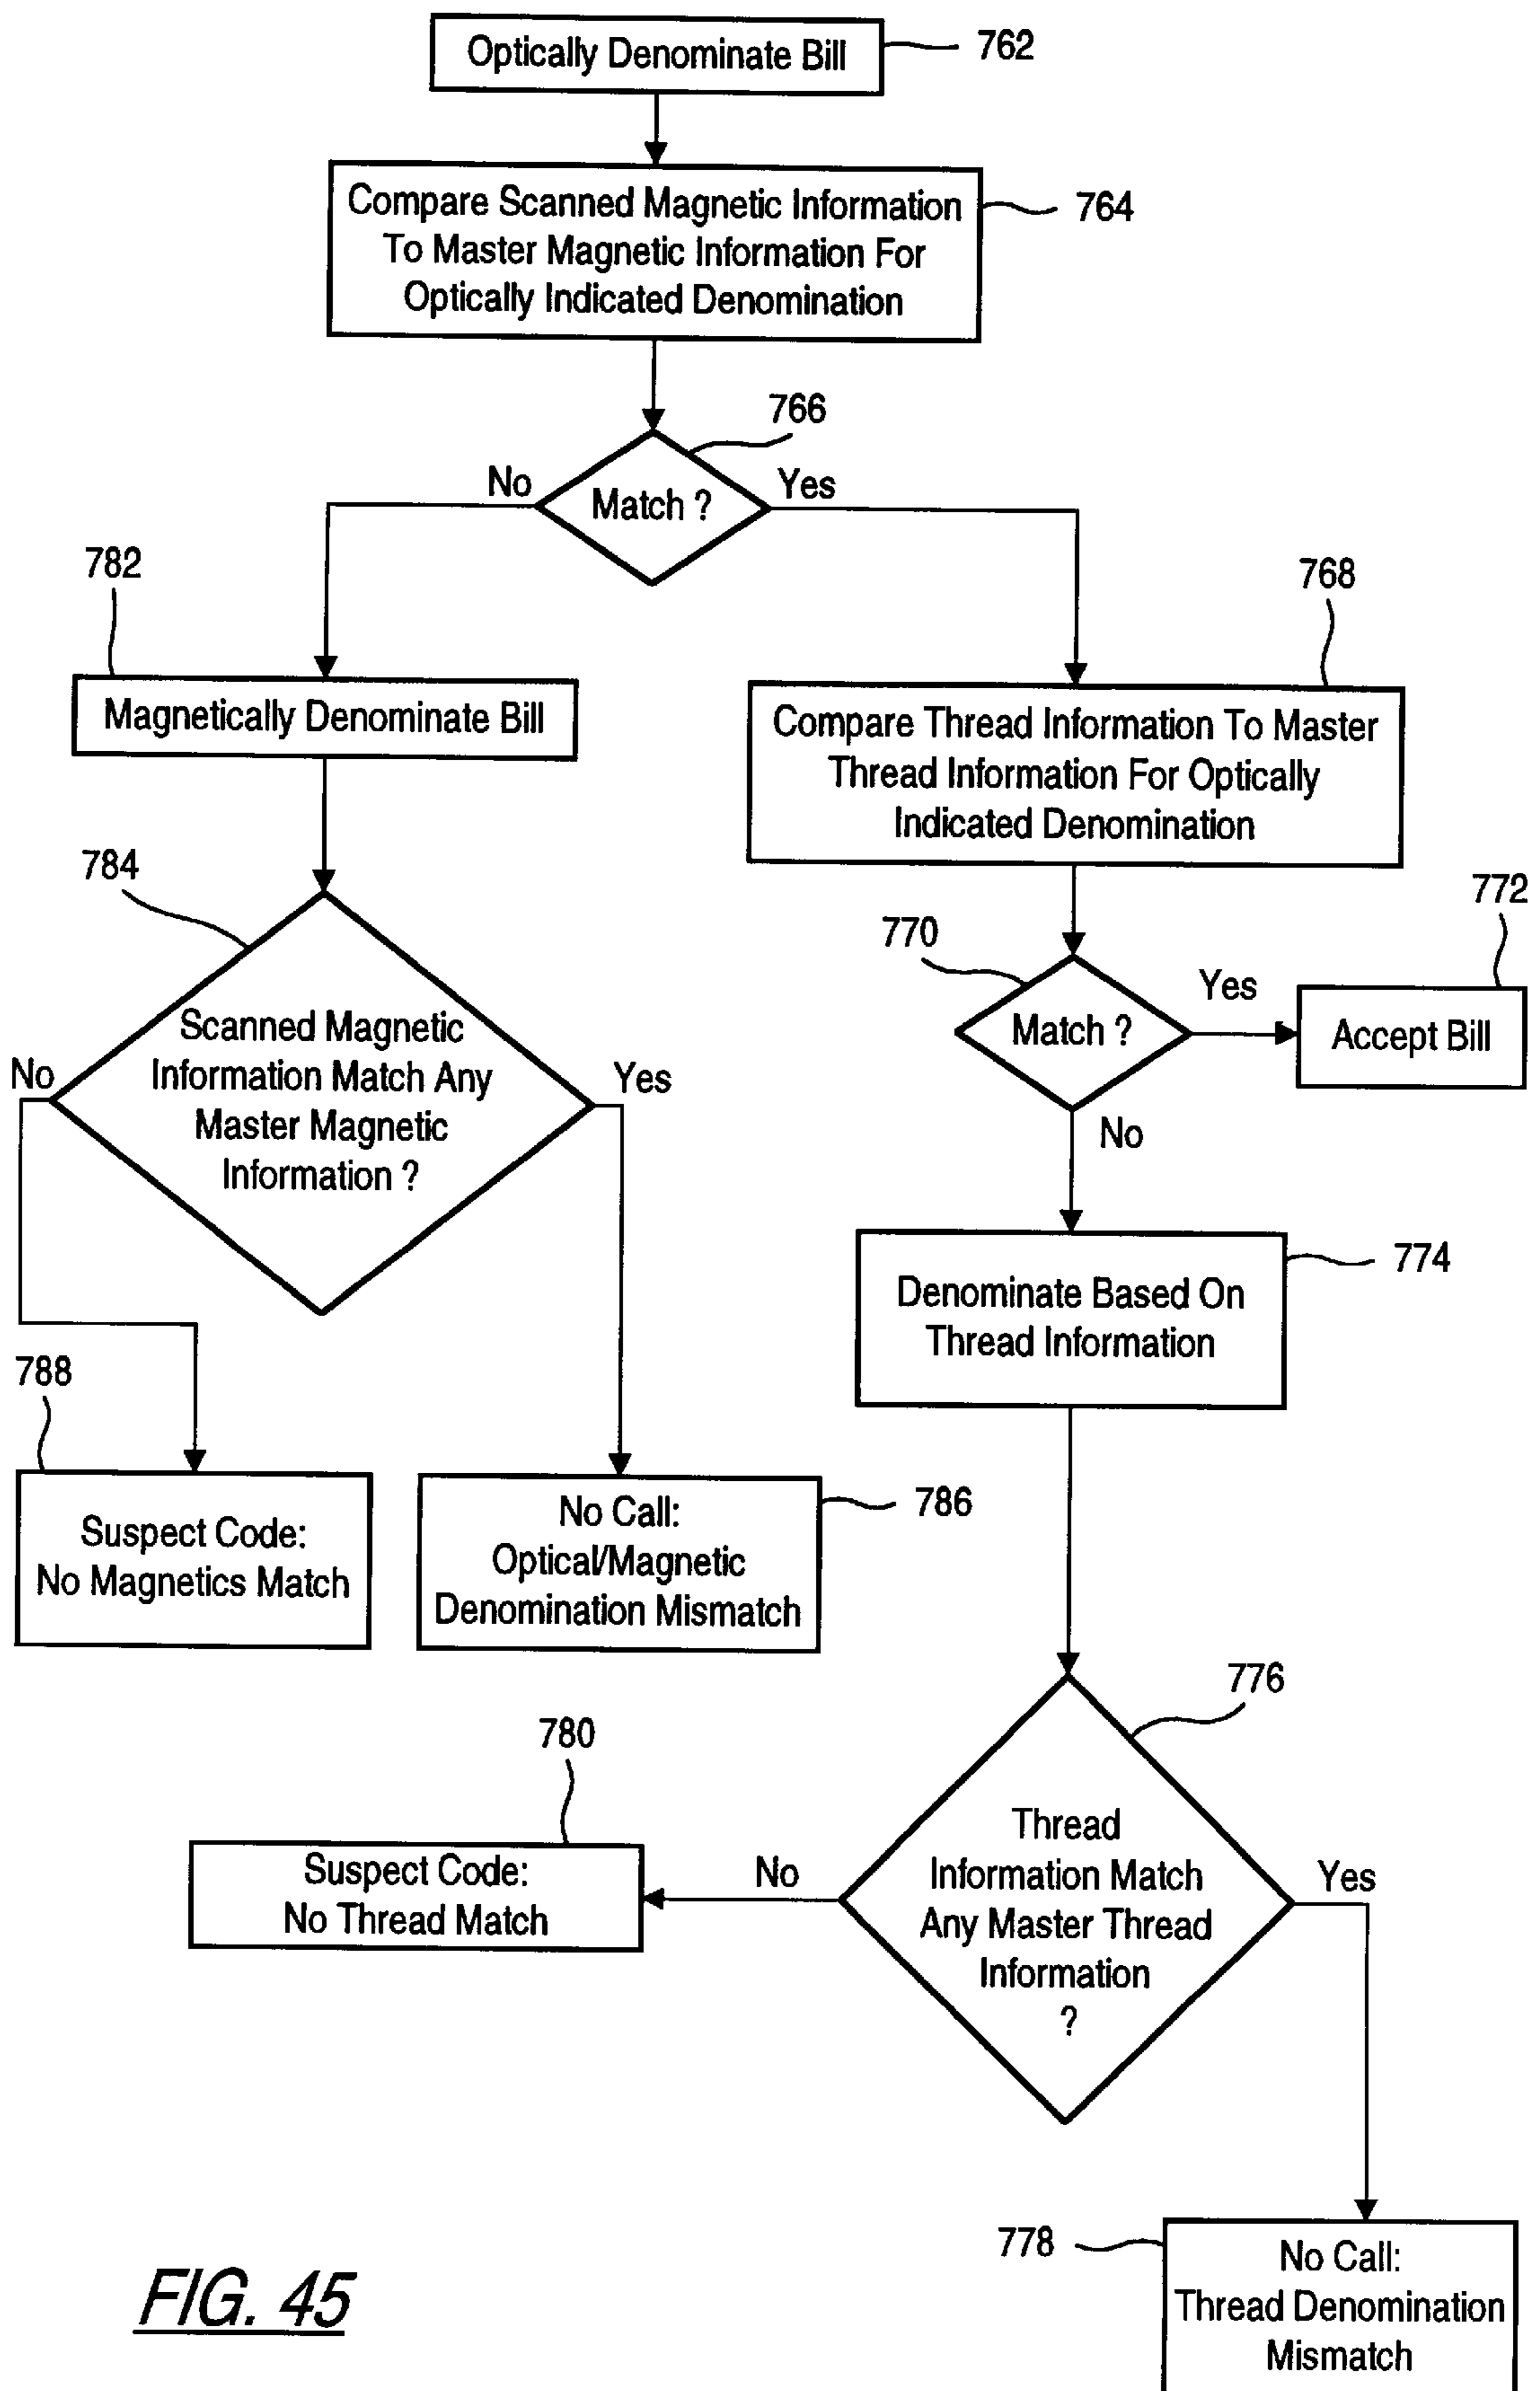 Optically Denominate Bill
762
Compare Scanned Magnetic Information
To Master Magnetic Information For
Optically Indicated Denomination
764
766
Match ?
No
Yes
782
Magnetically Denominate Bill
768
Compare Thread Information To Master
Thread Information For Optically
Indicated Denomination
784
Scanned Magnetic
Information Match Any
Master Magnetic
Information ?
No
Yes
770
Match ?
Yes
772
Accept Bill
No
774
Denominate Based On
Thread Information
788
Suspect Code:
No Magnetics Match
786
No Call:
Optical/Magnetic
Denomination Mismatch
776
Thread
Information Match
Any Master Thread
Information
?
No
Yes
780
Suspect Code:
No Thread Match
778
No Call:
Thread Denomination
Mismatch
FIG. 45